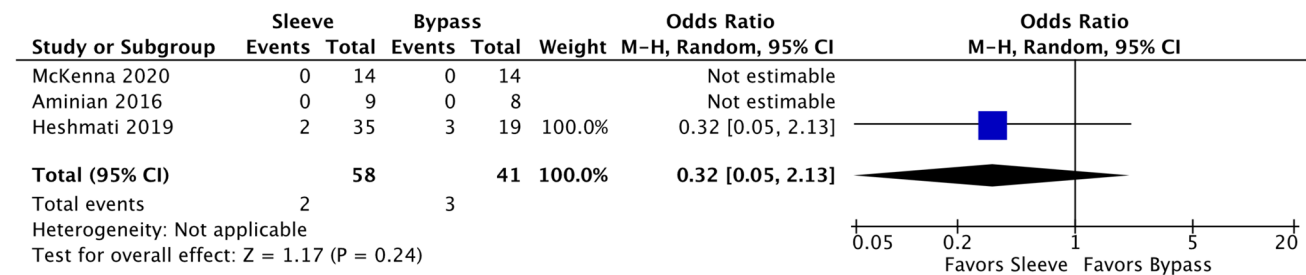 Sleeve Bypass Odds Ratio Odds Ratio
Study or Subgroup Events Total Events Total Weight M-H, Random, 95% CI M-H, Random, 95% CI
McKenna 2020 0 14 0 14 Not estimable
Aminian 2016 0 9 0 8 Not estimable
Heshmati 2019 2 35 3 19 100.0% 0.32 [0.05, 2.13]
Total (95% CI) 58 41 100.0% 0.32 [0.05, 2.13]
Total events 2 3
Heterogeneity: Not applicable
Test for overall effect: Z = 1.17 (P = 0.24)
0.05 0.2 1 5 20
Favors Sleeve Favors Bypass